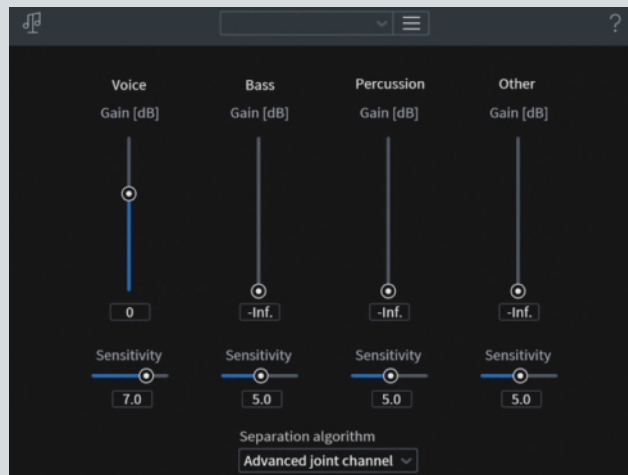 ?
Voice Bass Percussion Other
Gain [dB] Gain [dB] Gain [dB] Gain [dB]
0 -Inf. -Inf. -Inf.
Sensitivity Sensitivity Sensitivity Sensitivity
7.0 5.0 5.0 5.0
Separation algorithm
Advanced joint channel